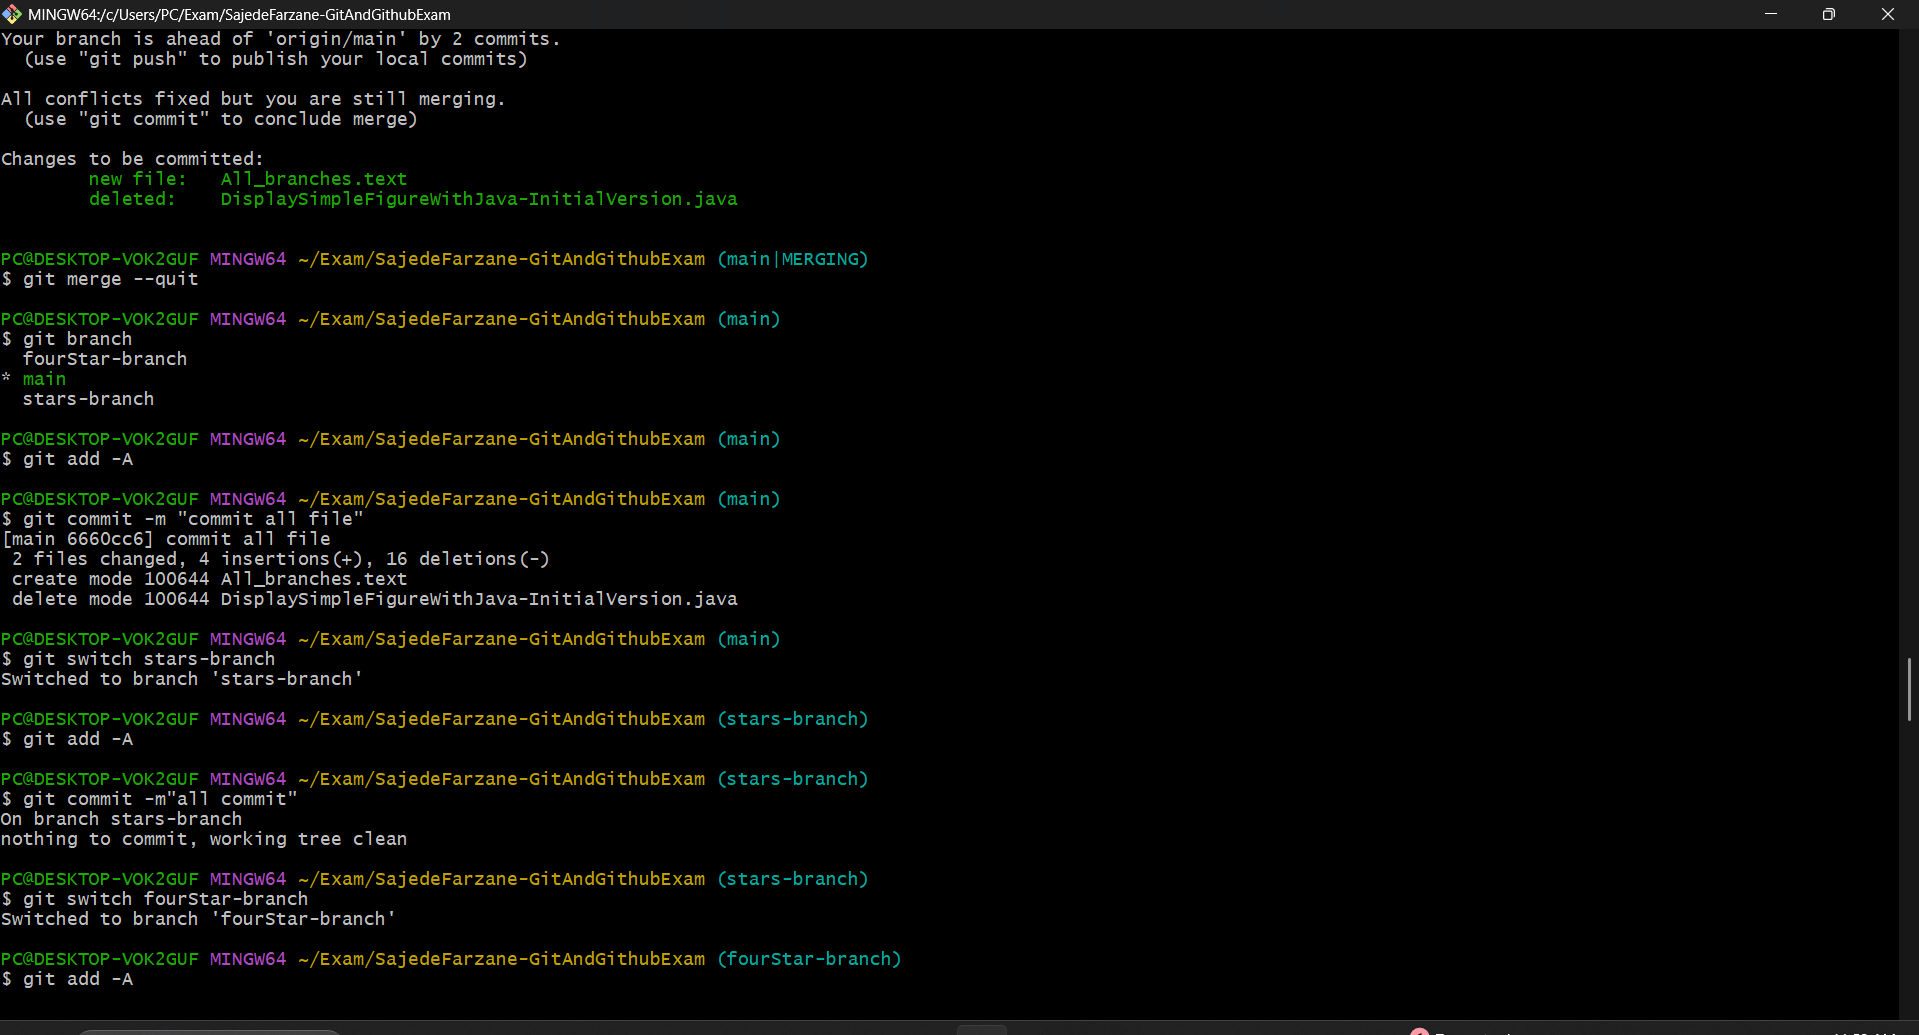 MINGW64:/c/Users/PC/Exam/SajedeFarzane-GitAndGithubExam
Your branch is ahead of 'origin/main' by 2 commits.
  (use "git push" to publish your local commits)
All conflicts fixed but you are still merging.
  (use "git commit" to conclude merge)
Changes to be committed:
        new file:   All_branches.text
        deleted:    DisplaySimpleFigureWithJava-InitialVersion.java
PC@DESKTOP-VOK2GUF MINGW64 ~/Exam/SajedeFarzane-GitAndGithubExam (main|MERGING)
$ git merge --quit
PC@DESKTOP-VOK2GUF MINGW64 ~/Exam/SajedeFarzane-GitAndGithubExam (main)
$ git branch
  fourStar-branch
* main
  stars-branch
PC@DESKTOP-VOK2GUF MINGW64 ~/Exam/SajedeFarzane-GitAndGithubExam (main)
$ git add -A
PC@DESKTOP-VOK2GUF MINGW64 ~/Exam/SajedeFarzane-GitAndGithubExam (main)
$ git commit -m "commit all file"
[main 6660cc6] commit all file
 2 files changed, 4 insertions(+), 16 deletions(-)
 create mode 100644 All_branches.text
 delete mode 100644 DisplaySimpleFigureWithJava-InitialVersion.java
PC@DESKTOP-VOK2GUF MINGW64 ~/Exam/SajedeFarzane-GitAndGithubExam (main)
$ git switch stars-branch
Switched to branch 'stars-branch'
PC@DESKTOP-VOK2GUF MINGW64 ~/Exam/SajedeFarzane-GitAndGithubExam (stars-branch)
$ git add -A
PC@DESKTOP-VOK2GUF MINGW64 ~/Exam/SajedeFarzane-GitAndGithubExam (stars-branch)
$ git commit -m"all commit"
On branch stars-branch
nothing to commit, working tree clean
PC@DESKTOP-VOK2GUF MINGW64 ~/Exam/SajedeFarzane-GitAndGithubExam (stars-branch)
$ git switch fourStar-branch
Switched to branch 'fourStar-branch'
PC@DESKTOP-VOK2GUF MINGW64 ~/Exam/SajedeFarzane-GitAndGithubExam (fourStar-branch)
$ git add -A